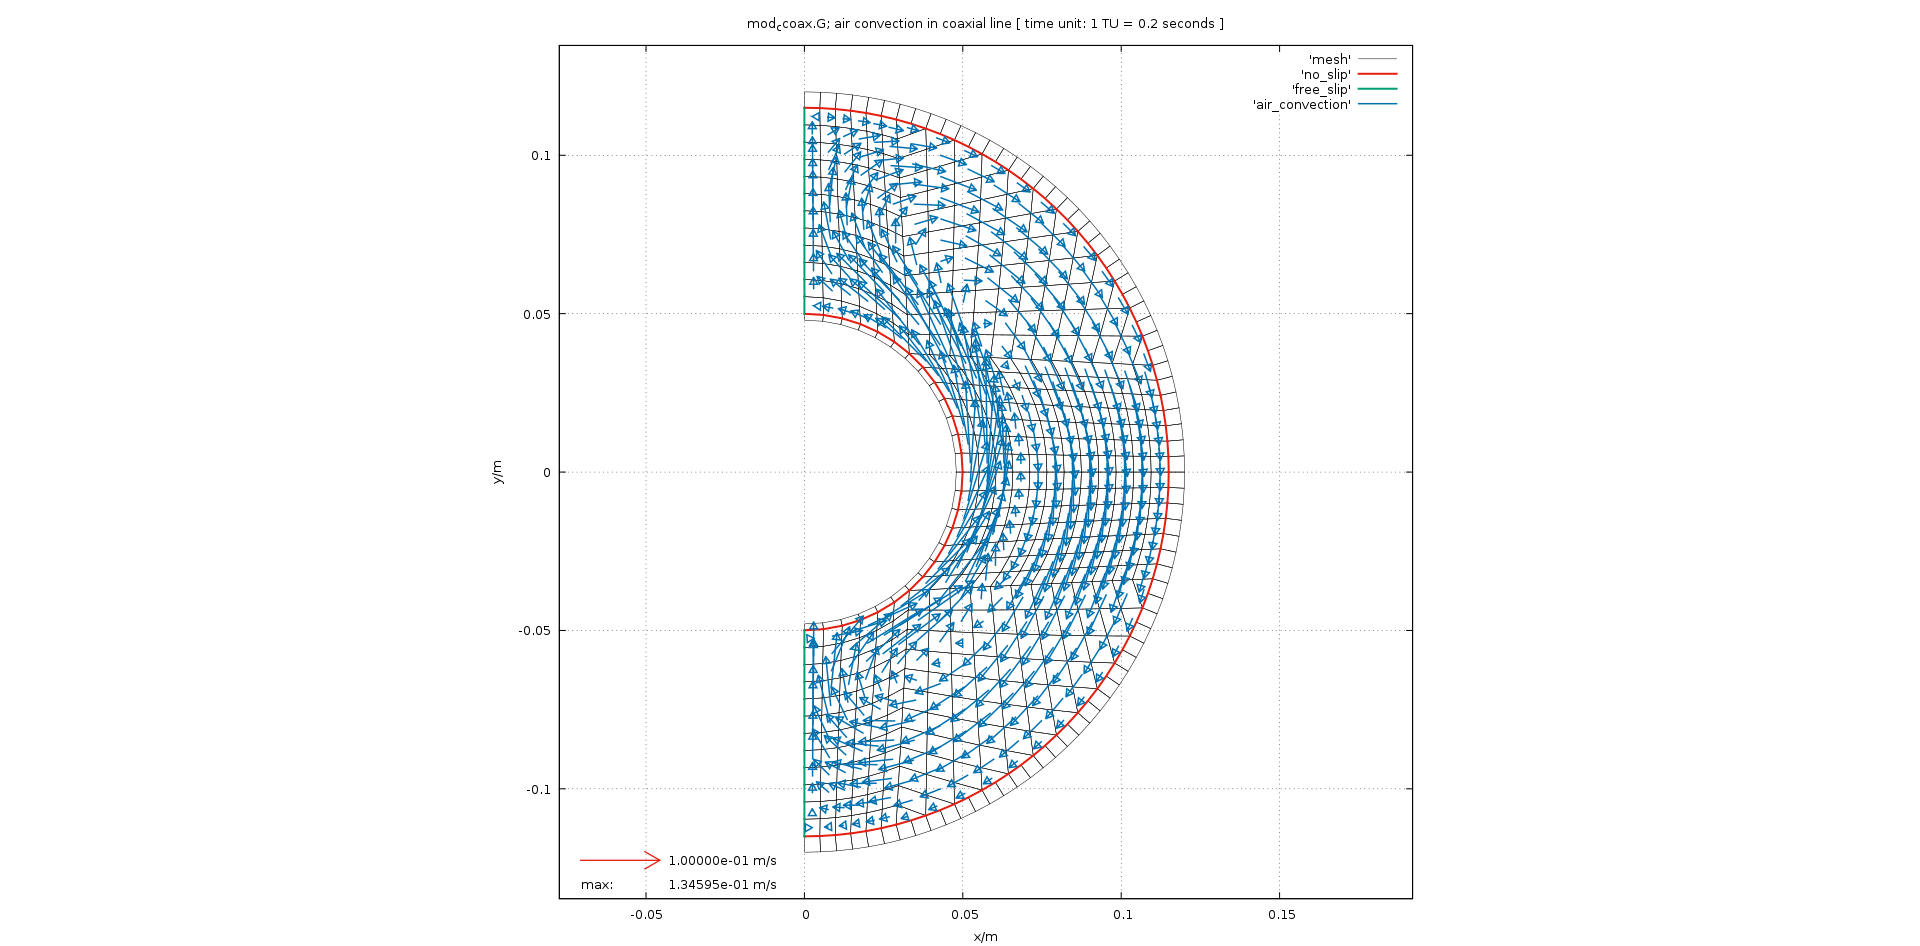 mod_ccoax.G; air convection in coaxial line [ time unit: 1 TU = 0.2 seconds ]
'mesh'
'no_slip'
'free_slip'
'air_convection'
0.1
0.05
0
-0.05
-0.1
y/m
1.00000e-01 m/s
max: 1.34595e-01 m/s
-0.05 0 0.05 0.1 0.15
x/m